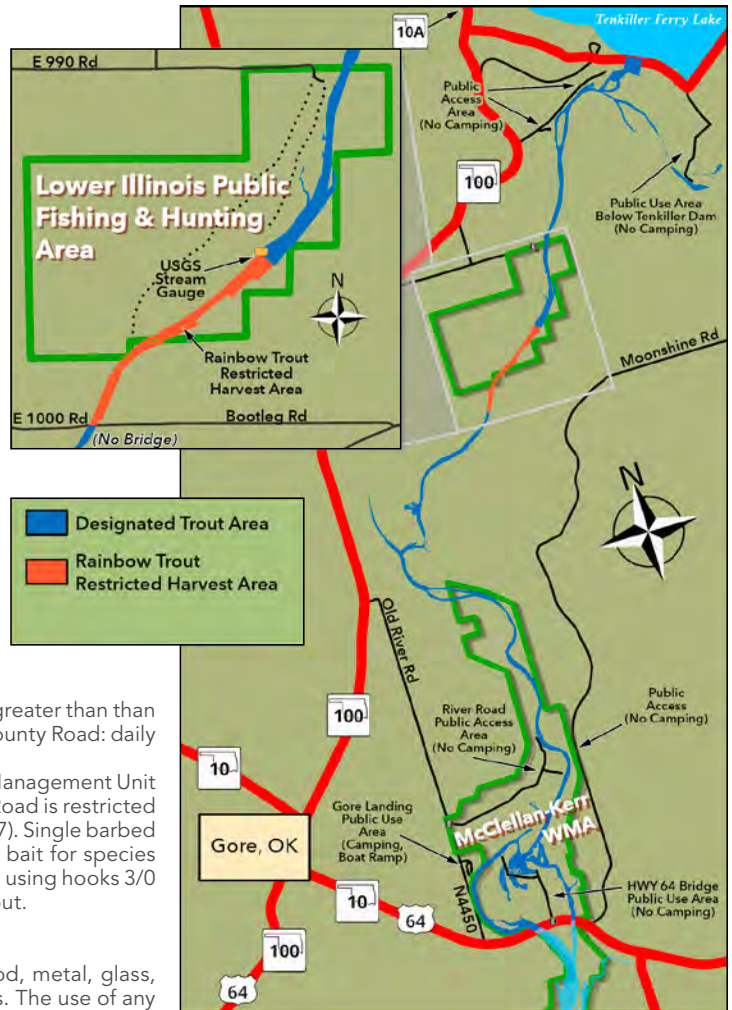 Tenkiller Ferry Lake
10A
Public
Access
Area
(No Camping)
100
Public Use Area
Below Tenkiller Dam
(No Camping)
E 990 Rd
Lower Illinois Public
Fishing & Hunting
Area
USGS
Stream
Gauge
N
Rainbow Trout
Restricted
Harvest Area
E 1000 Rd
Bootleg Rd
(No Bridge)
Moonshine Rd
N
Designated Trout Area
Rainbow Trout
Restricted Harvest Area
Old River Rd
100
River Road
Public Access
Area
(No Camping)
Public
Access
(No Camping)
10
Gore, OK
Gore Landing
Public Use
Area
(Camping,
Boat Ramp)
McClellan-Kerr
WMA
N4450
HWY 64 Bridge
Public Use Area
(No Camping)
10
64
100
64
greater than than
ounty Road: daily
Management Unit
Road is restricted
7). Single barbed
bait for species
using hooks 3/0
out.
od, metal, glass,
s. The use of any